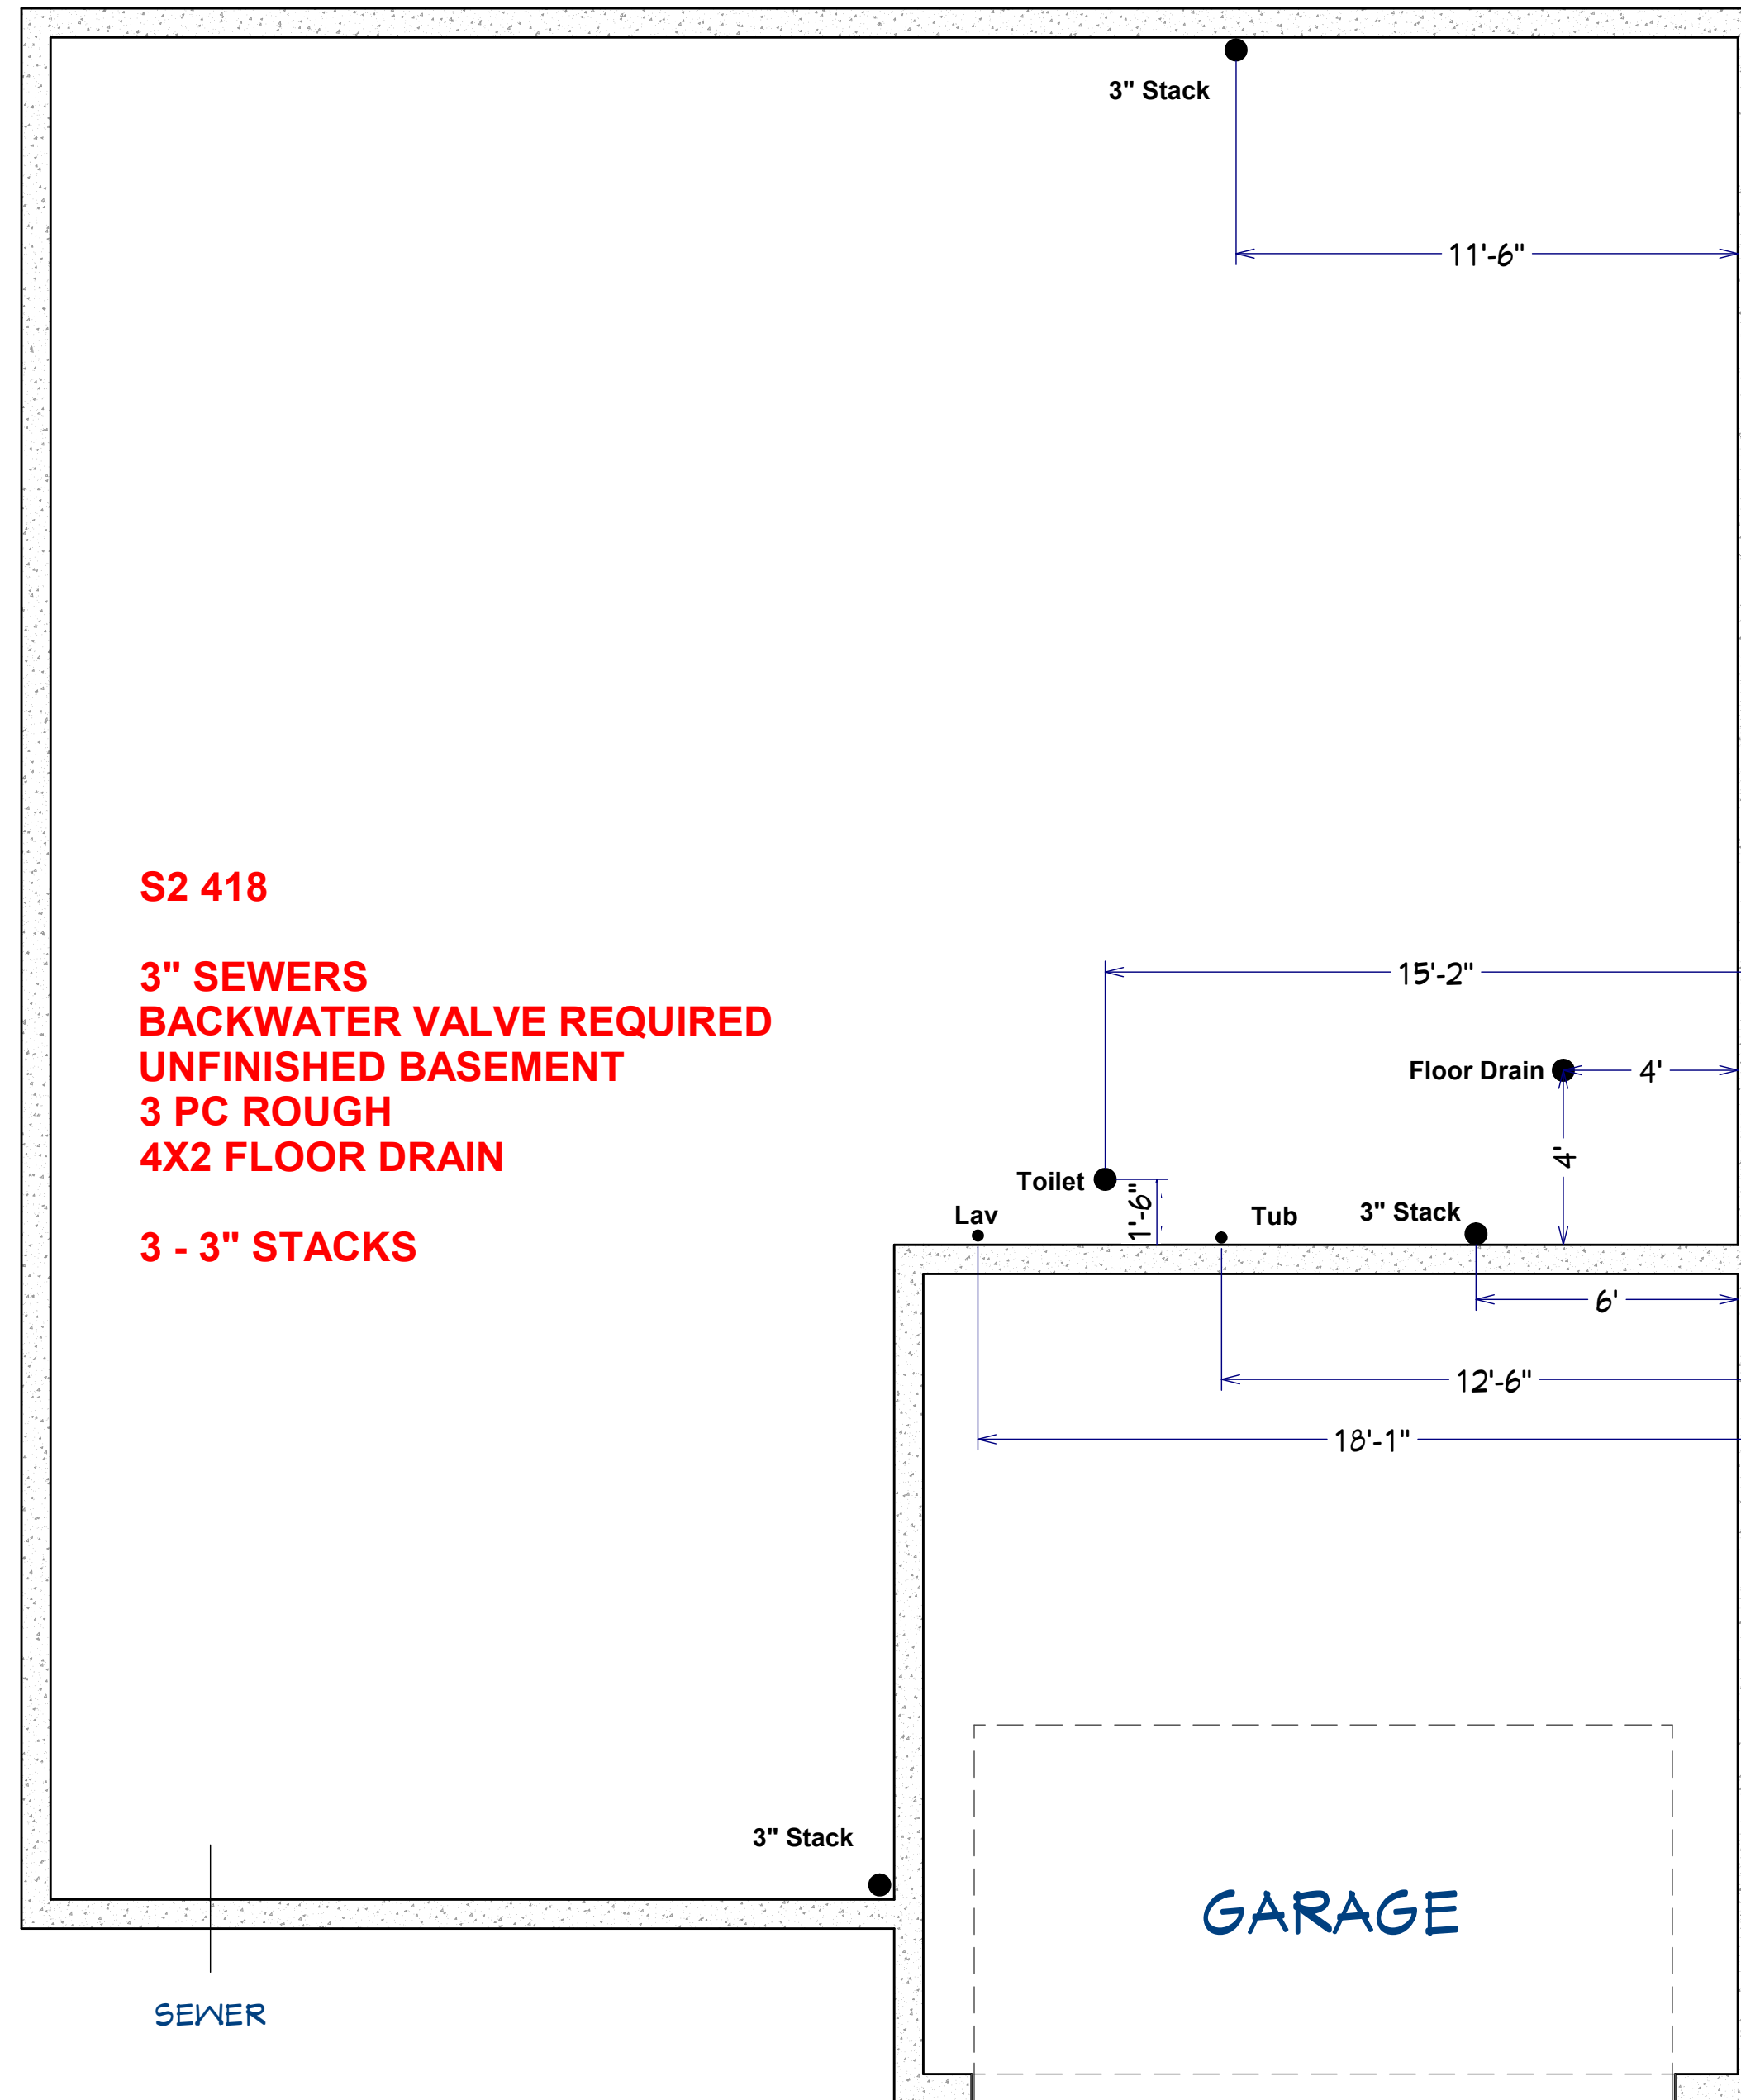 3" Stack
11'-6"
S2 418
3" SEWERS
BACKWATER VALVE REQUIRED
UNFINISHED BASEMENT
3 PC ROUGH
4X2 FLOOR DRAIN
3 - 3" STACKS
15'-2"
Floor Drain
4'
4'
Toilet
1'-6"
Lav
Tub
3" Stack
6'
12'-6"
18'-1"
3" Stack
GARAGE
SEWER